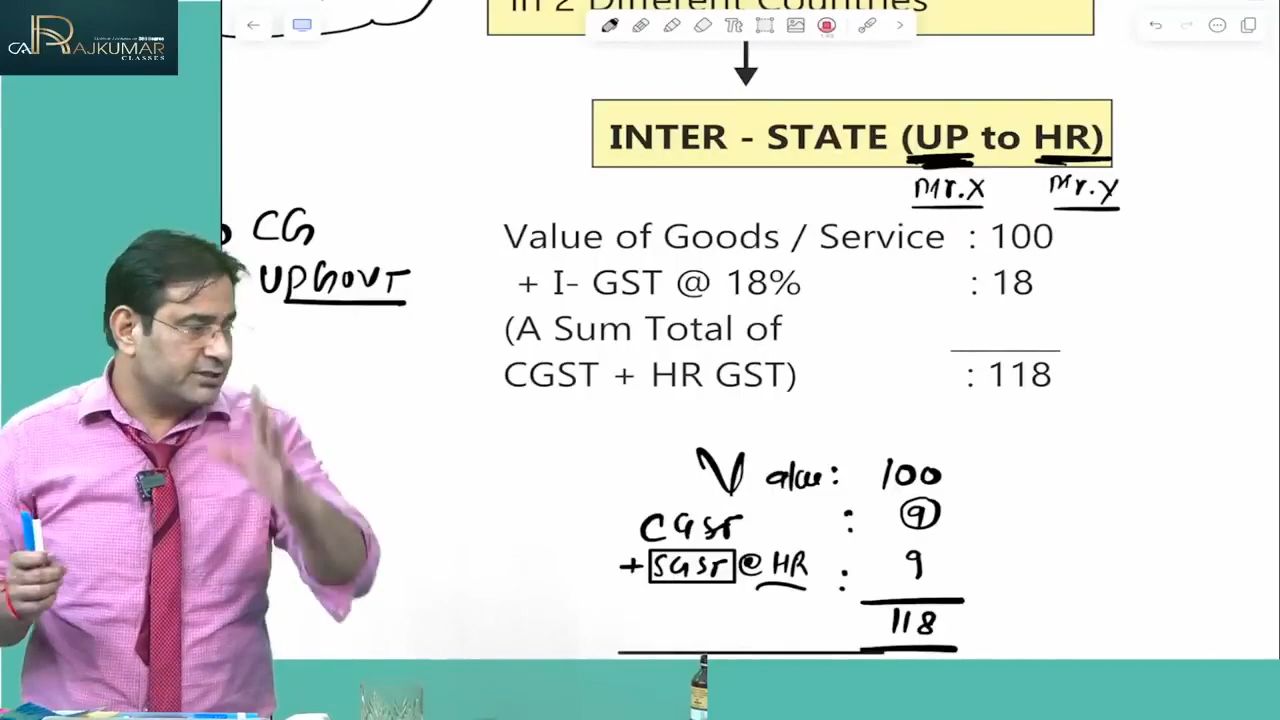 CA RAJKUMAR
CLASSES
In 2 Different Countries
Tt
INTER - STATE (UP to HR)
Mr.X Mr.Y
CG
UPGOVT
Value of Goods / Service : 100
+ I- GST @ 18% : 18
(A Sum Total of
CGST + HR GST) : 118
Value: 100
CGST : 9
+ SGST @ HR : 9
118